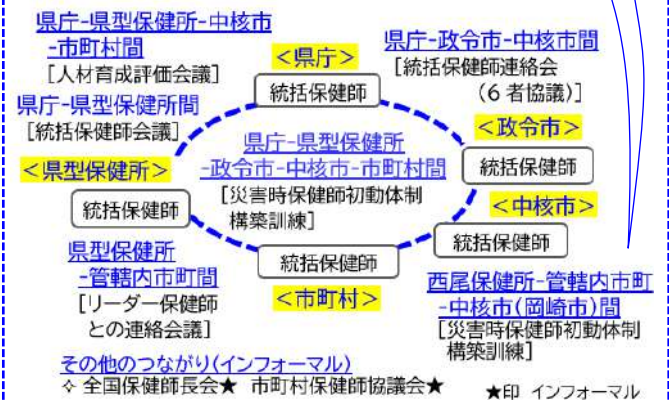 県庁-県型保健所-中核市
-市町村間
[人材育成評価会議]
<県庁>
統括保健師
県庁-政令市-中核市間
[統括保健師連絡会
(6者協議)]
県庁-県型保健所間
[統括保健師会議]
<県型保健所>
統括保健師
県庁-県型保健所
-政令市-中核市-市町村間
[災害時保健師初動体制
構築訓練]
<政令市>
統括保健師
<中核市>
統括保健師
県型保健所
-管轄内市町間
[リーダー保健師
との連絡会議]
統括保健師
<市町村>
西尾保健所-管轄内市町
-中核市(岡崎市)間
[災害時保健師初動体制
構築訓練]
その他のつながり(インフォーマル)
✧ 全国保健師長会★ 市町村保健師協議会★
★印 インフォーマル